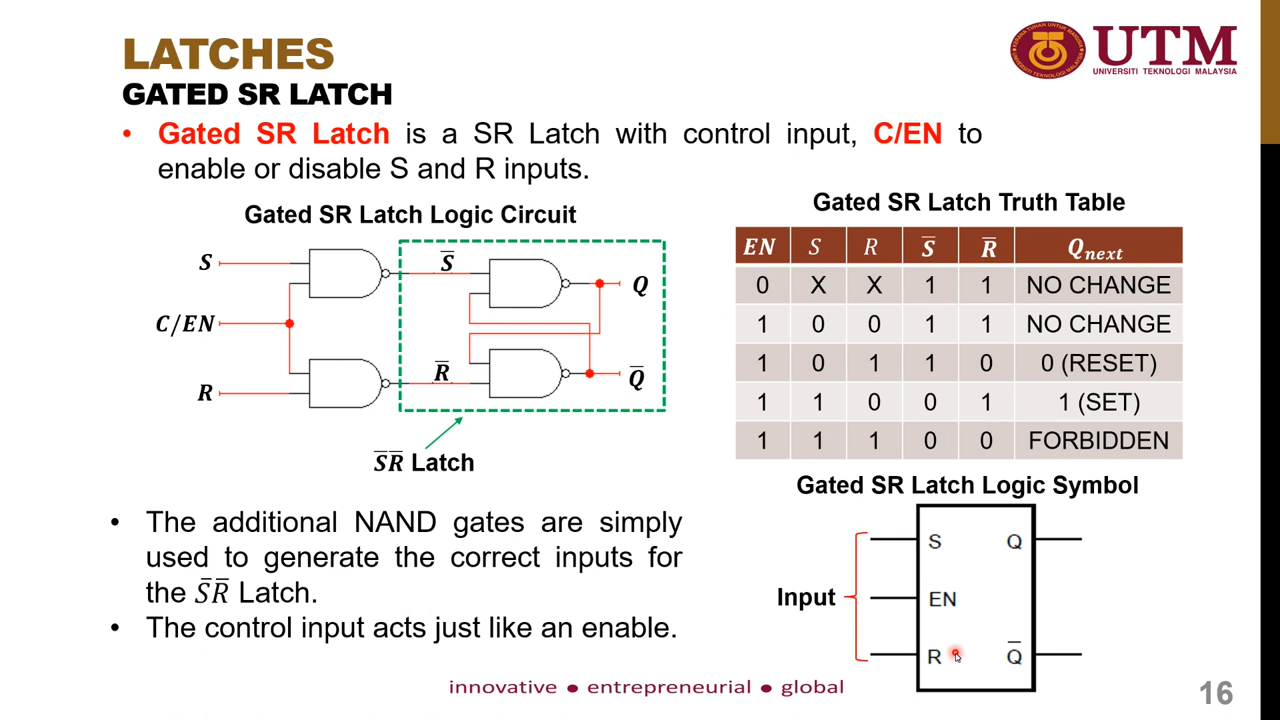 LATCHES
UTM
UNIVERSITI TEKNOLOGI MALAYSIA
GATED SR LATCH
• Gated SR Latch is a SR Latch with control input, C/EN to
enable or disable S and R inputs.
Gated SR Latch Logic Circuit
S
C/EN
R
S̅
R̅
Q
Q̅
S̅R̅ Latch
Gated SR Latch Truth Table
EN S R S̅ R̅ Qnext
0 X X 1 1 NO CHANGE
1 0 0 1 1 NO CHANGE
1 0 1 1 0 0 (RESET)
1 1 0 0 1 1 (SET)
1 1 1 0 0 FORBIDDEN
• The additional NAND gates are simply
used to generate the correct inputs for
the S̅R̅ Latch.
• The control input acts just like an enable.
Gated SR Latch Logic Symbol
Input
S Q
EN
R Q̅
innovative ● entrepreneurial ● global
16